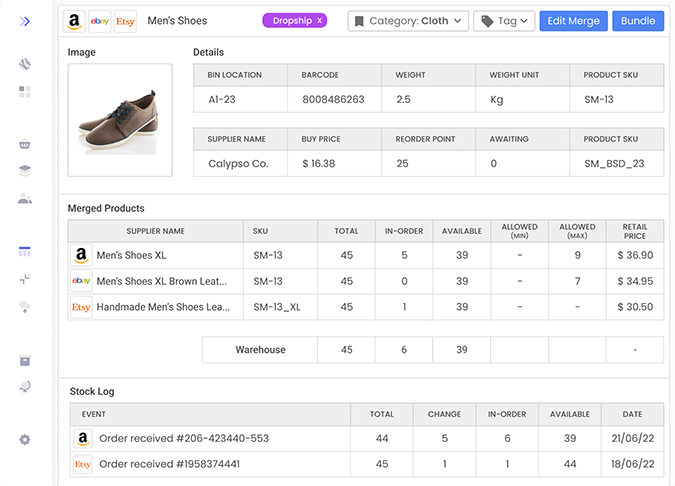 a ebay Etsy Men's Shoes Dropship x Category: Cloth Tag Edit Merge Bundle
Image Details
BIN LOCATION BARCODE WEIGHT WEIGHT UNIT PRODUCT SKU
A1-23 8008486263 2.5 Kg SM-13
SUPPLIER NAME BUY PRICE REORDER POINT AWAITING PRODUCT SKU
Calypso Co. $ 16.38 25 0 SM_BSD_23
Merged Products
SUPPLIER NAME SKU TOTAL IN-ORDER AVAILABLE ALLOWED (MIN) ALLOWED (MAX) RETAIL PRICE
a Men's Shoes XL SM-13 45 5 39 - 9 $ 36.90
ebay Men's Shoes XL Brown Leat... SM-13 45 0 39 - 7 $ 34.95
Etsy Handmade Men's Shoes Lea... SM-13_XL 45 1 39 - - $ 30.50
Warehouse 45 6 39 -
Stock Log
EVENT TOTAL CHANGE IN-ORDER AVAILABLE DATE
a Order received #206-423440-553 44 5 6 39 21/06/22
Etsy Order received #1958374441 45 1 1 44 18/06/22